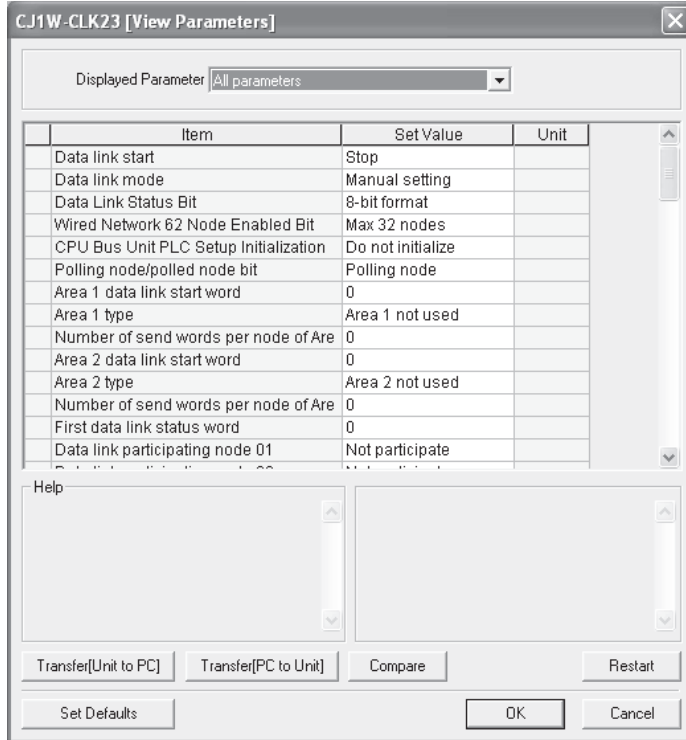 CJ1W-CLK23 [View Parameters]
Displayed Parameter All parameters
Item Set Value Unit
Data link start Stop
Data link mode Manual setting
Data Link Status Bit 8-bit format
Wired Network 62 Node Enabled Bit Max 32 nodes
CPU Bus Unit PLC Setup Initialization Do not initialize
Polling node/polled node bit Polling node
Area 1 data link start word 0
Area 1 type Area 1 not used
Number of send words per node of Are 0
Area 2 data link start word 0
Area 2 type Area 2 not used
Number of send words per node of Are 0
First data link status word 0
Data link participating node 01 Not participate
Help
Transfer[Unit to PC] Transfer[PC to Unit] Compare Restart
Set Defaults OK Cancel